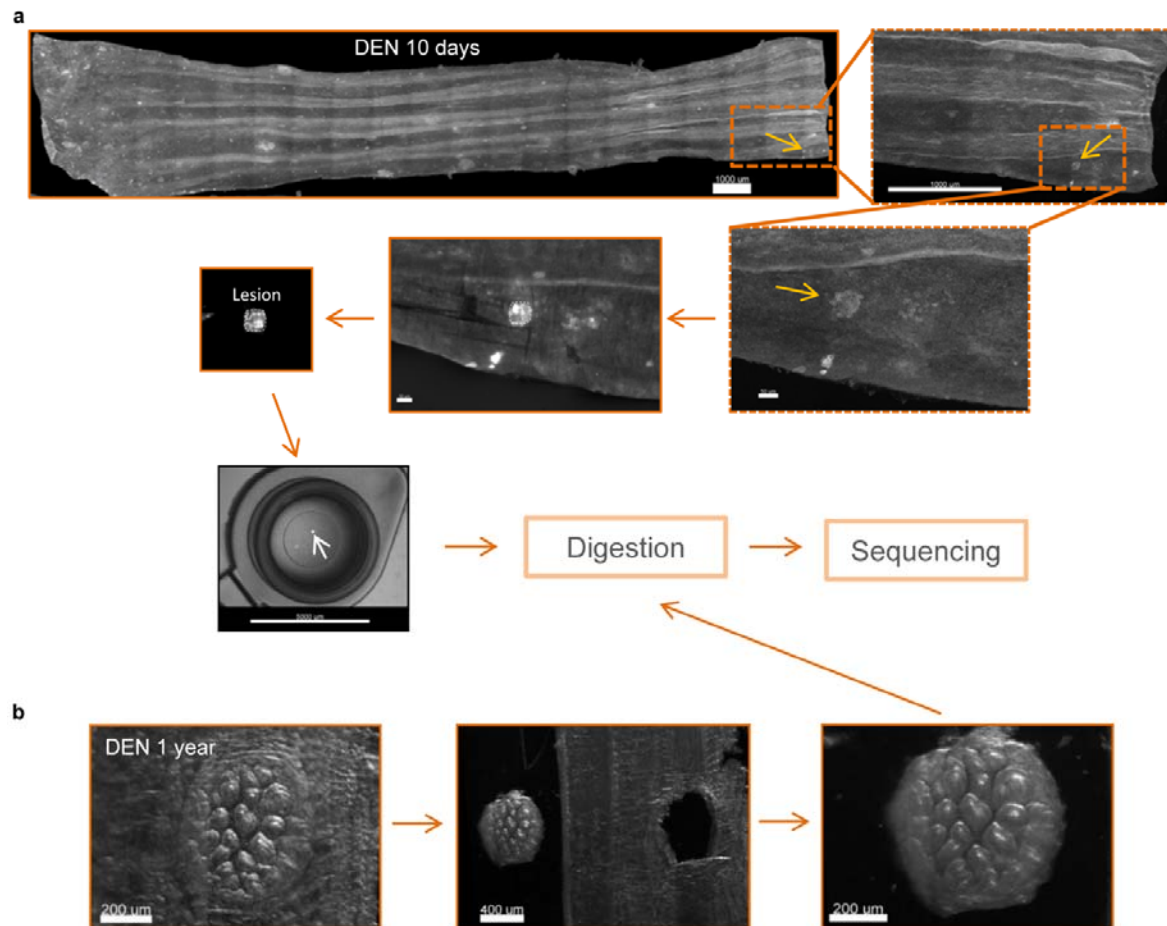 a
DEN 10 days
1000 um
1000 um
Lesion
5000 um
Digestion
Sequencing
b
DEN 1 year
200 um
400 um
200 um